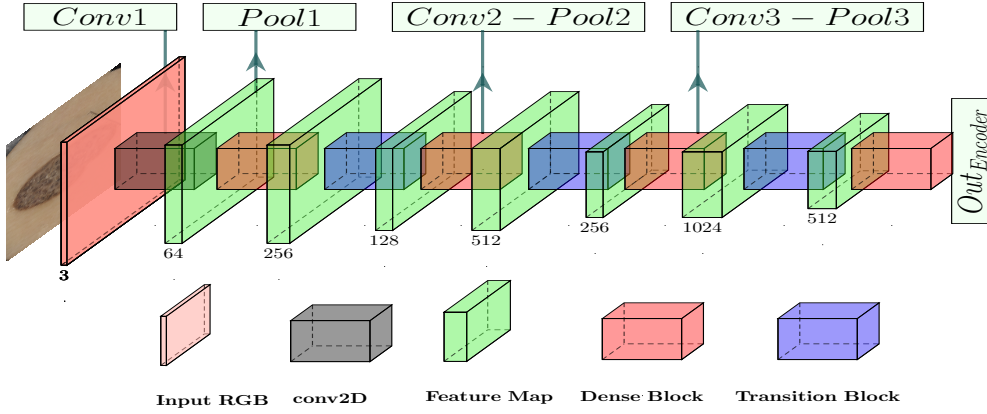 Conv1
Pool1
Conv2 – Pool2
Conv3 – Pool3
Out_Encoder
3
64
256
128
512
256
1024
512
Input RGB
conv2D
Feature Map
Dense Block
Transition Block